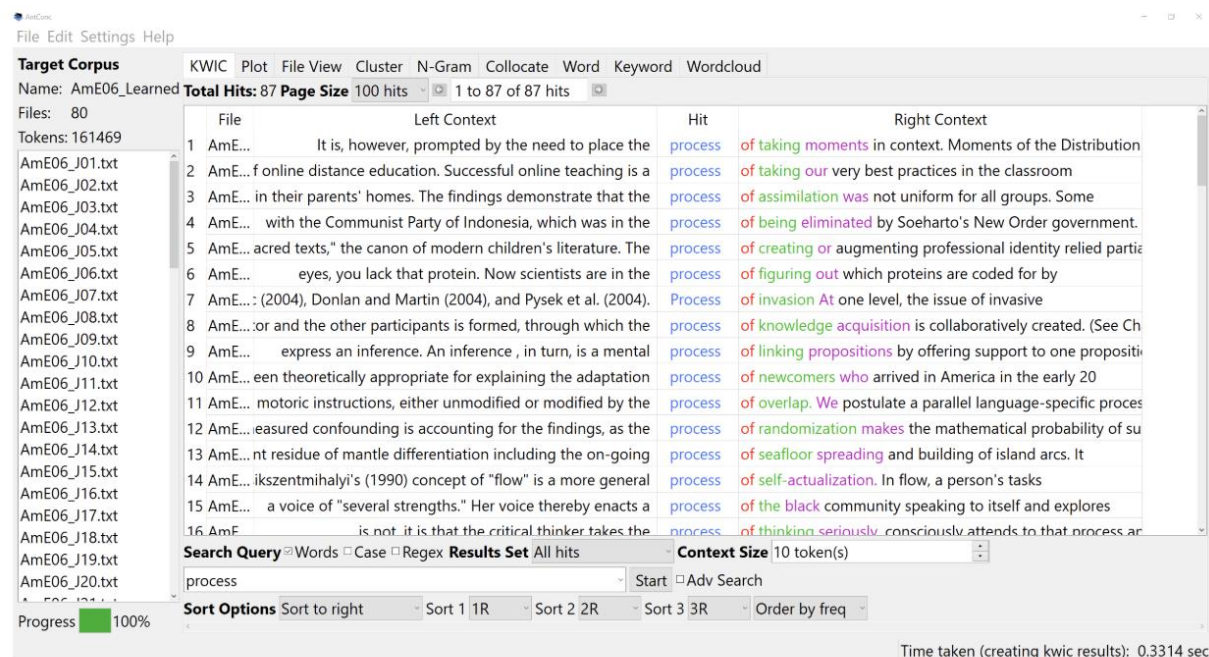 AntConc
File Edit Settings Help
Target Corpus
Name: AmE06_Learned
Files: 80
Tokens: 161469
AmE06_J01.txt
AmE06_J02.txt
AmE06_J03.txt
AmE06_J04.txt
AmE06_J05.txt
AmE06_J06.txt
AmE06_J07.txt
AmE06_J08.txt
AmE06_J09.txt
AmE06_J10.txt
AmE06_J11.txt
AmE06_J12.txt
AmE06_J13.txt
AmE06_J14.txt
AmE06_J15.txt
AmE06_J16.txt
AmE06_J17.txt
AmE06_J18.txt
AmE06_J19.txt
AmE06_J20.txt
Progress 100%
KWIC Plot File View Cluster N-Gram Collocate Word Keyword Wordcloud
Total Hits: 87 Page Size 100 hits 1 to 87 of 87 hits
File Left Context Hit Right Context
1 AmE... It is, however, prompted by the need to place the process of taking moments in context. Moments of the Distribution
2 AmE... f online distance education. Successful online teaching is a process of taking our very best practices in the classroom
3 AmE... in their parents' homes. The findings demonstrate that the process of assimilation was not uniform for all groups. Some
4 AmE... with the Communist Party of Indonesia, which was in the process of being eliminated by Soeharto's New Order government.
5 AmE... acred texts," the canon of modern children's literature. The process of creating or augmenting professional identity relied partia
6 AmE... eyes, you lack that protein. Now scientists are in the process of figuring out which proteins are coded for by
7 AmE... (2004), Donlan and Martin (2004), and Pysek et al. (2004). Process of invasion At one level, the issue of invasive
8 AmE... or and the other participants is formed, through which the process of knowledge acquisition is collaboratively created. (See Ch
9 AmE... express an inference. An inference , in turn, is a mental process of linking propositions by offering support to one propositi
10 AmE... een theoretically appropriate for explaining the adaptation process of newcomers who arrived in America in the early 20
11 AmE... motoric instructions, either unmodified or modified by the process of overlap. We postulate a parallel language-specific proces
12 AmE... easured confounding is accounting for the findings, as the process of randomization makes the mathematical probability of su
13 AmE... nt residue of mantle differentiation including the on-going process of seafloor spreading and building of island arcs. It
14 AmE... ikszentmihalyi's (1990) concept of "flow" is a more general process of self-actualization. In flow, a person's tasks
15 AmE... a voice of "several strengths." Her voice thereby enacts a process of the black community speaking to itself and explores
16 AmE... is not, it is that the critical thinker takes the process of thinking seriously, consciously attends to that process an
Search Query Words Case Regex Results Set All hits Context Size 10 token(s)
process Start Adv Search
Sort Options Sort to right Sort 1 1R Sort 2 2R Sort 3 3R Order by freq
Time taken (creating kwic results): 0.3314 sec